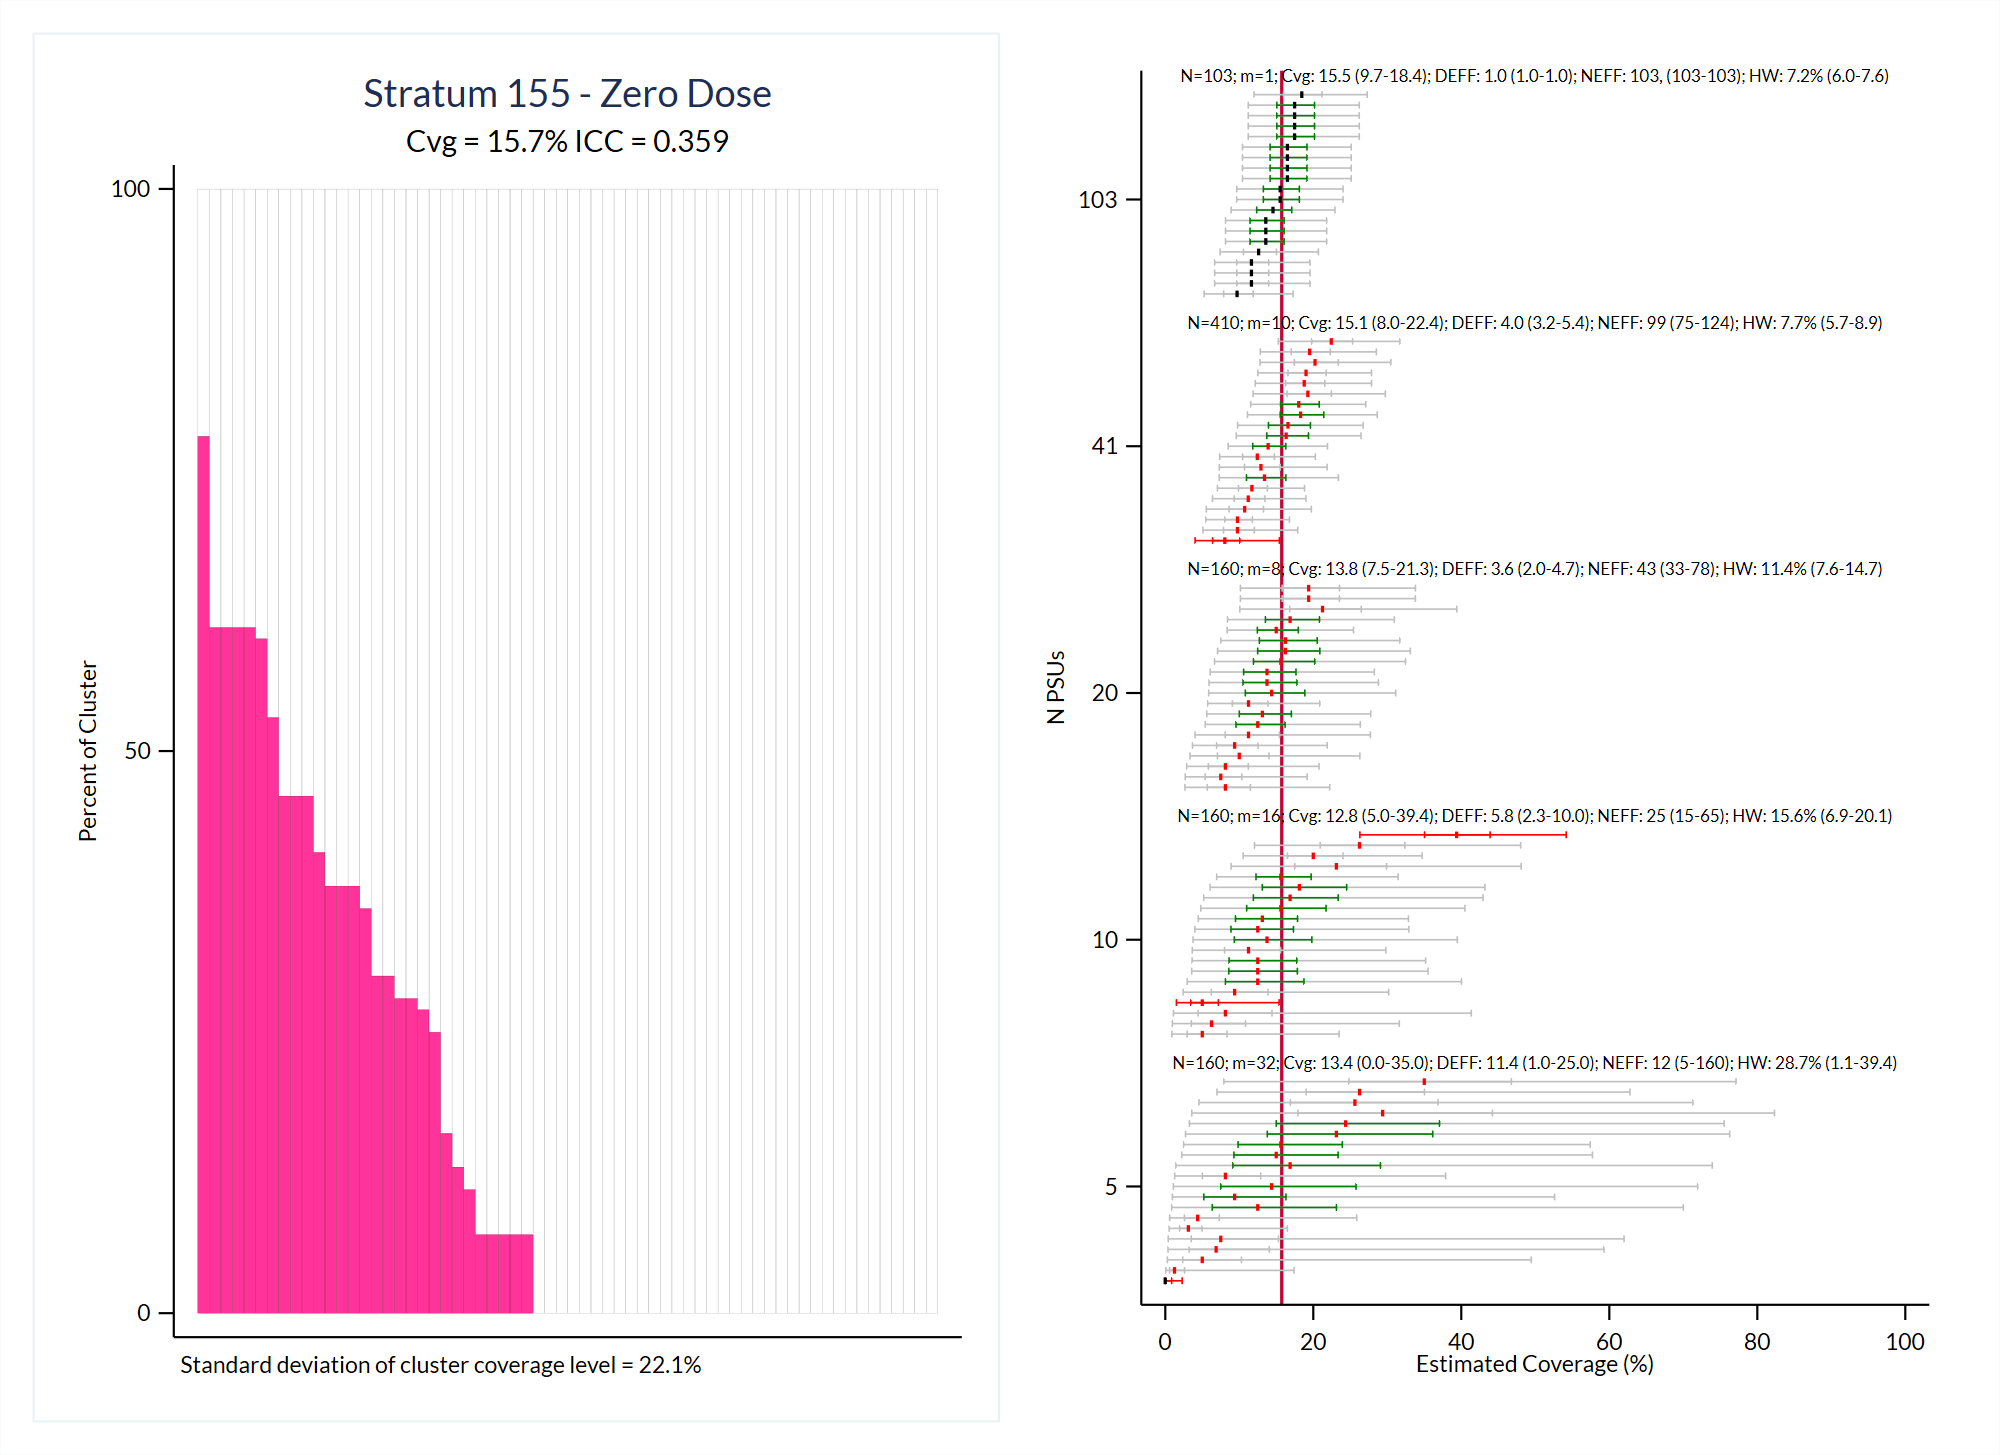 Stratum 155 - Zero Dose
Cvg = 15.7% ICC = 0.359
100
50
0
Percent of Cluster
Standard deviation of cluster coverage level = 22.1%
N=103; m=1; Cvg: 15.5 (9.7-18.4); DEFF: 1.0 (1.0-1.0); NEFF: 103, (103-103); HW: 7.2% (6.0-7.6)
103
N=410; m=10; Cvg: 15.1 (8.0-22.4); DEFF: 4.0 (3.2-5.4); NEFF: 99 (75-124); HW: 7.7% (5.7-8.9)
41
N=160; m=8; Cvg: 13.8 (7.5-21.3); DEFF: 3.6 (2.0-4.7); NEFF: 43 (33-78); HW: 11.4% (7.6-14.7)
20
N=160; m=16; Cvg: 12.8 (5.0-39.4); DEFF: 5.8 (2.3-10.0); NEFF: 25 (15-65); HW: 15.6% (6.9-20.1)
10
N=160; m=32; Cvg: 13.4 (0.0-35.0); DEFF: 11.4 (1.0-25.0); NEFF: 12 (5-160); HW: 28.7% (1.1-39.4)
5
N PSUs
0 20 40 60 80 100
Estimated Coverage (%)